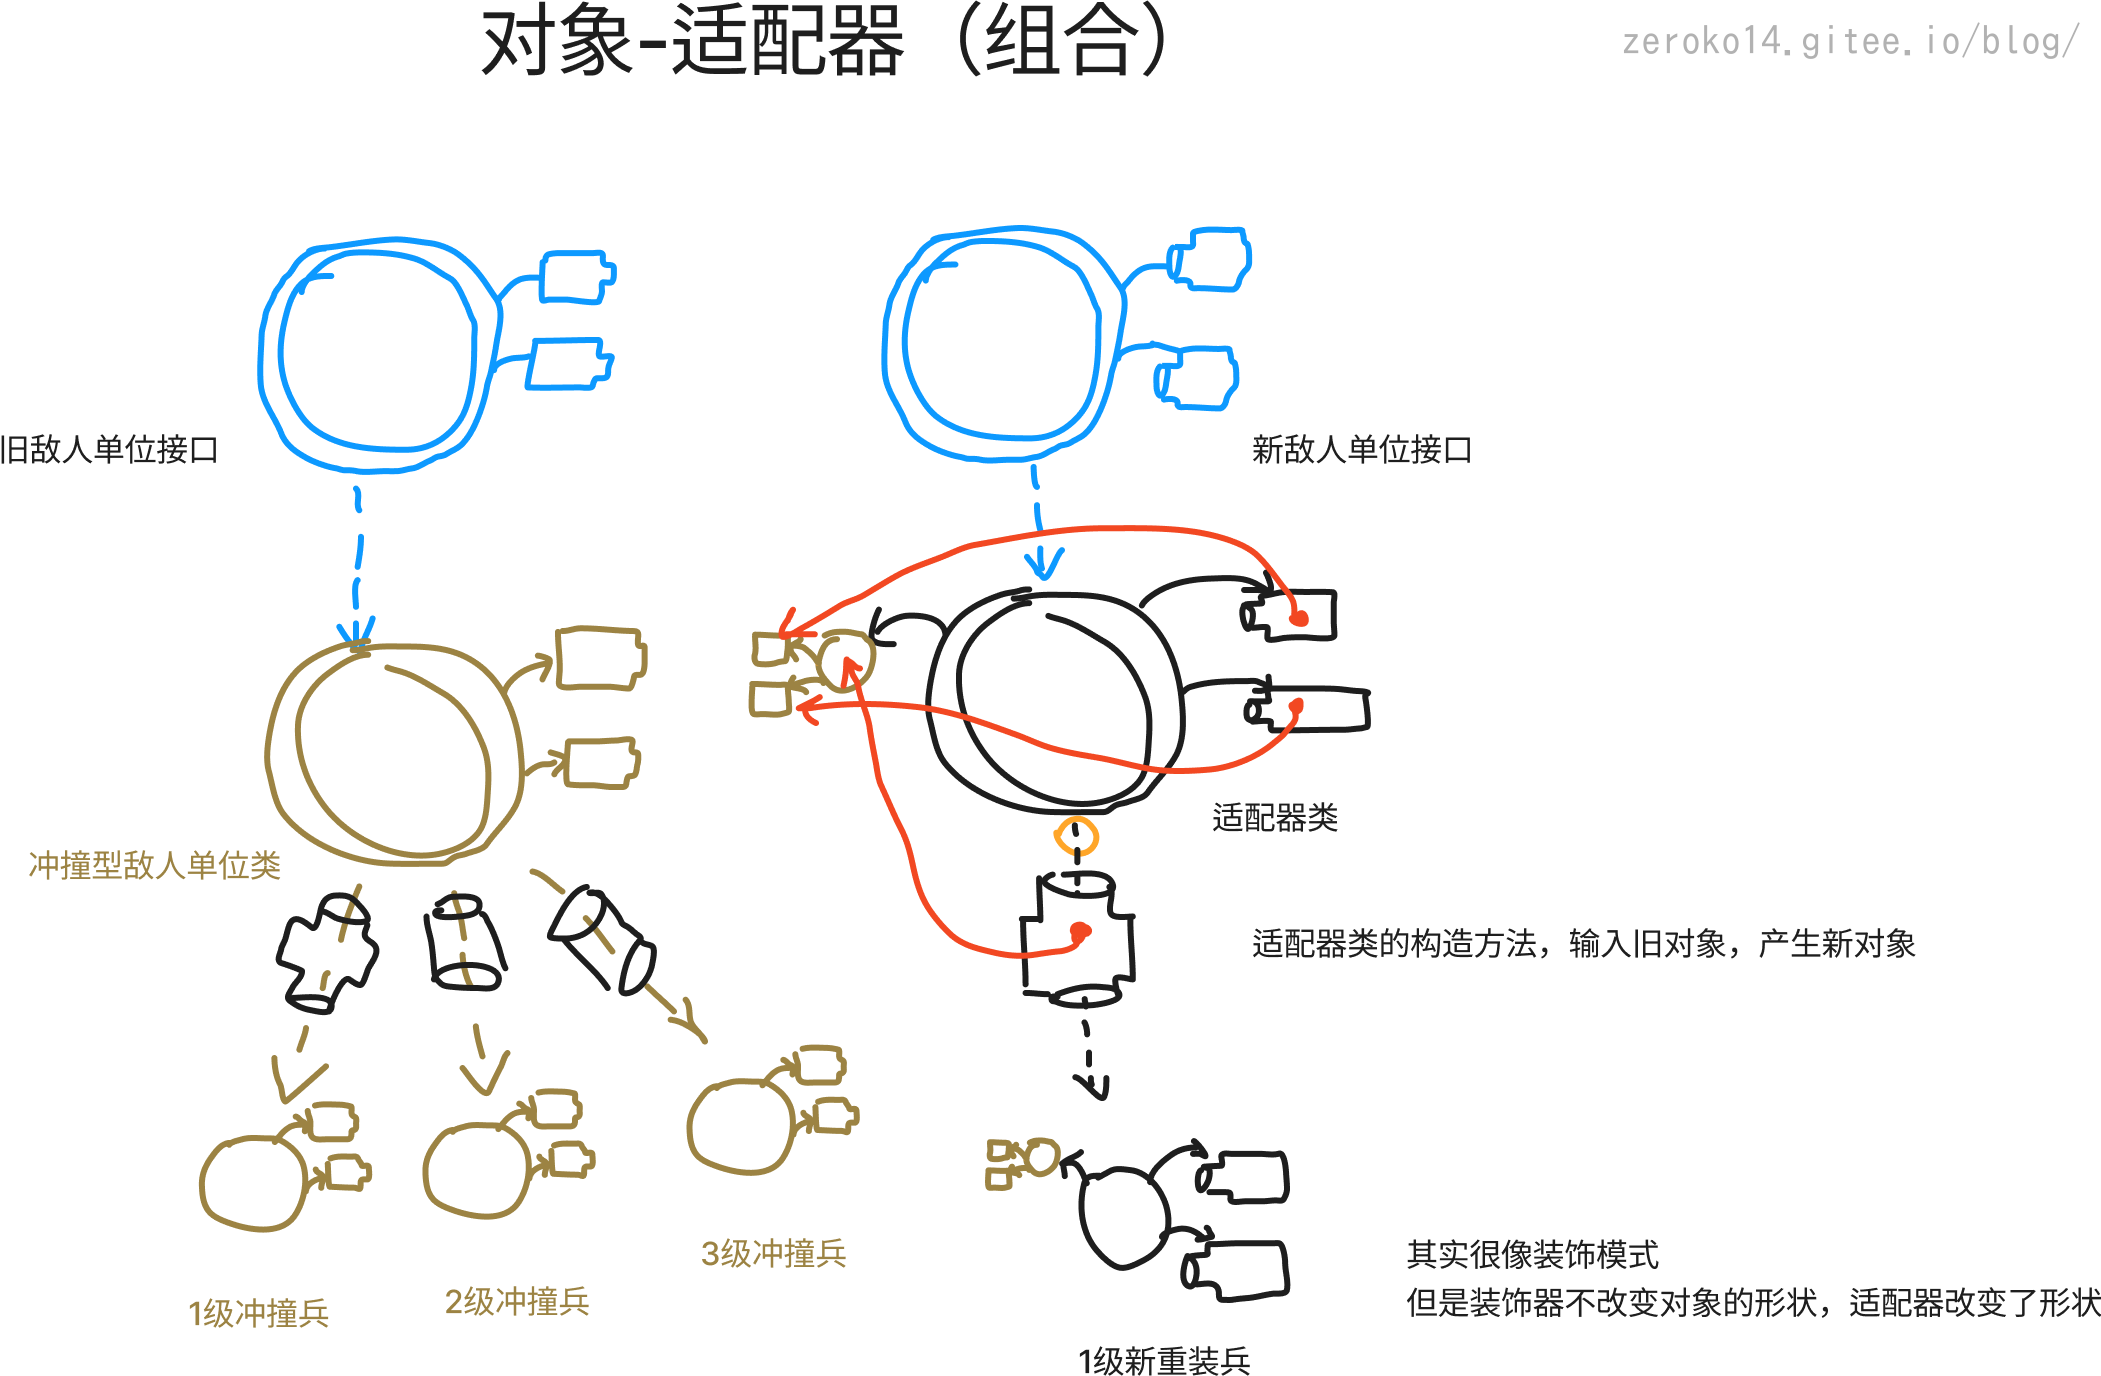 对象-适配器（组合）
zeroko14.gitee.io/blog/
旧敌人单位接口
新敌人单位接口
适配器类
冲撞型敌人单位类
适配器类的构造方法，输入旧对象，产生新对象
3级冲撞兵
1级冲撞兵
2级冲撞兵
其实很像装饰模式
但是装饰器不改变对象的形状，适配器改变了形状
1级新重装兵